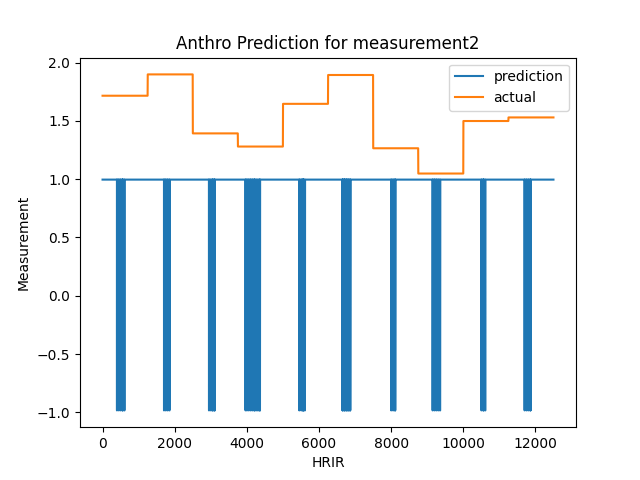 Anthro Prediction for measurement2
prediction
actual
Measurement
2.0
1.5
1.0
0.5
0.0
−0.5
−1.0
0 2000 4000 6000 8000 10000 12000
HRIR